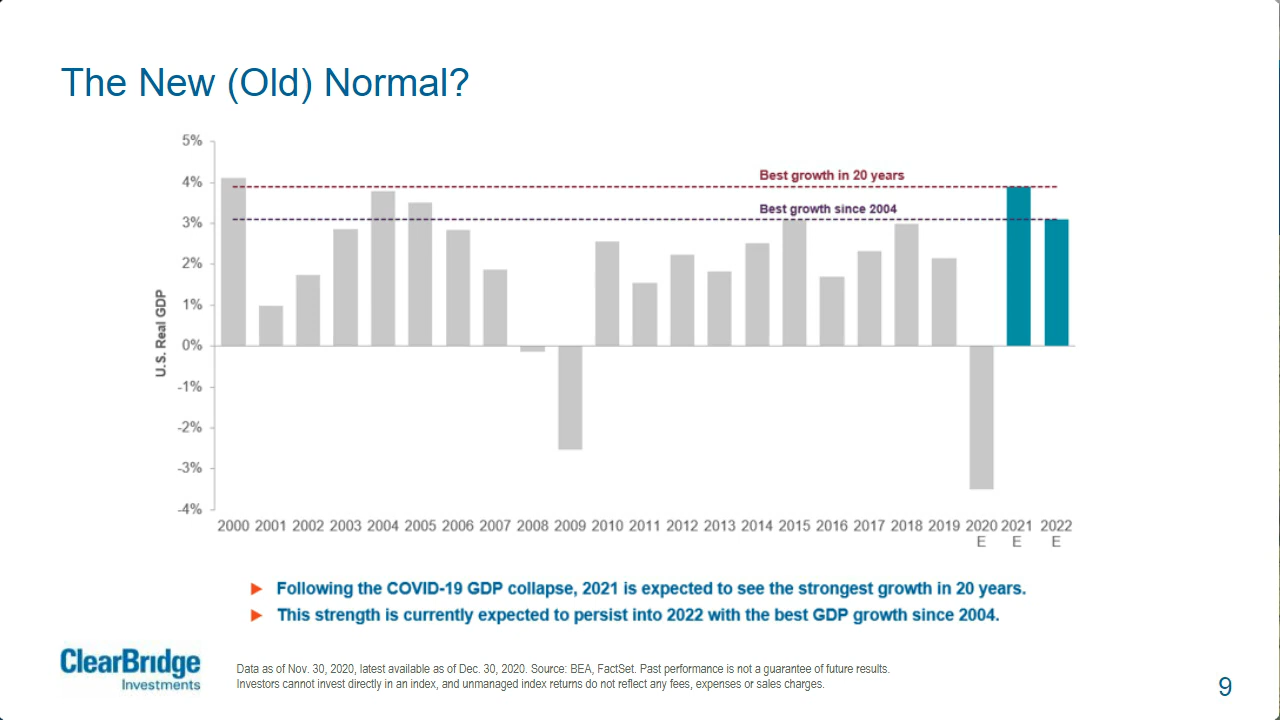 The New (Old) Normal?
5%
4%
3%
2%
1%
0%
-1%
-2%
-3%
-4%
U.S. Real GDP
Best growth in 20 years
Best growth since 2004
2000 2001 2002 2003 2004 2005 2006 2007 2008 2009 2010 2011 2012 2013 2014 2015 2016 2017 2018 2019 2020 2021 2022
E E E
Following the COVID-19 GDP collapse, 2021 is expected to see the strongest growth in 20 years.
This strength is currently expected to persist into 2022 with the best GDP growth since 2004.
ClearBridge
Investments
Data as of Nov. 30, 2020, latest available as of Dec. 30, 2020. Source: BEA, FactSet. Past performance is not a guarantee of future results.
Investors cannot invest directly in an index, and unmanaged index returns do not reflect any fees, expenses or sales charges.
9